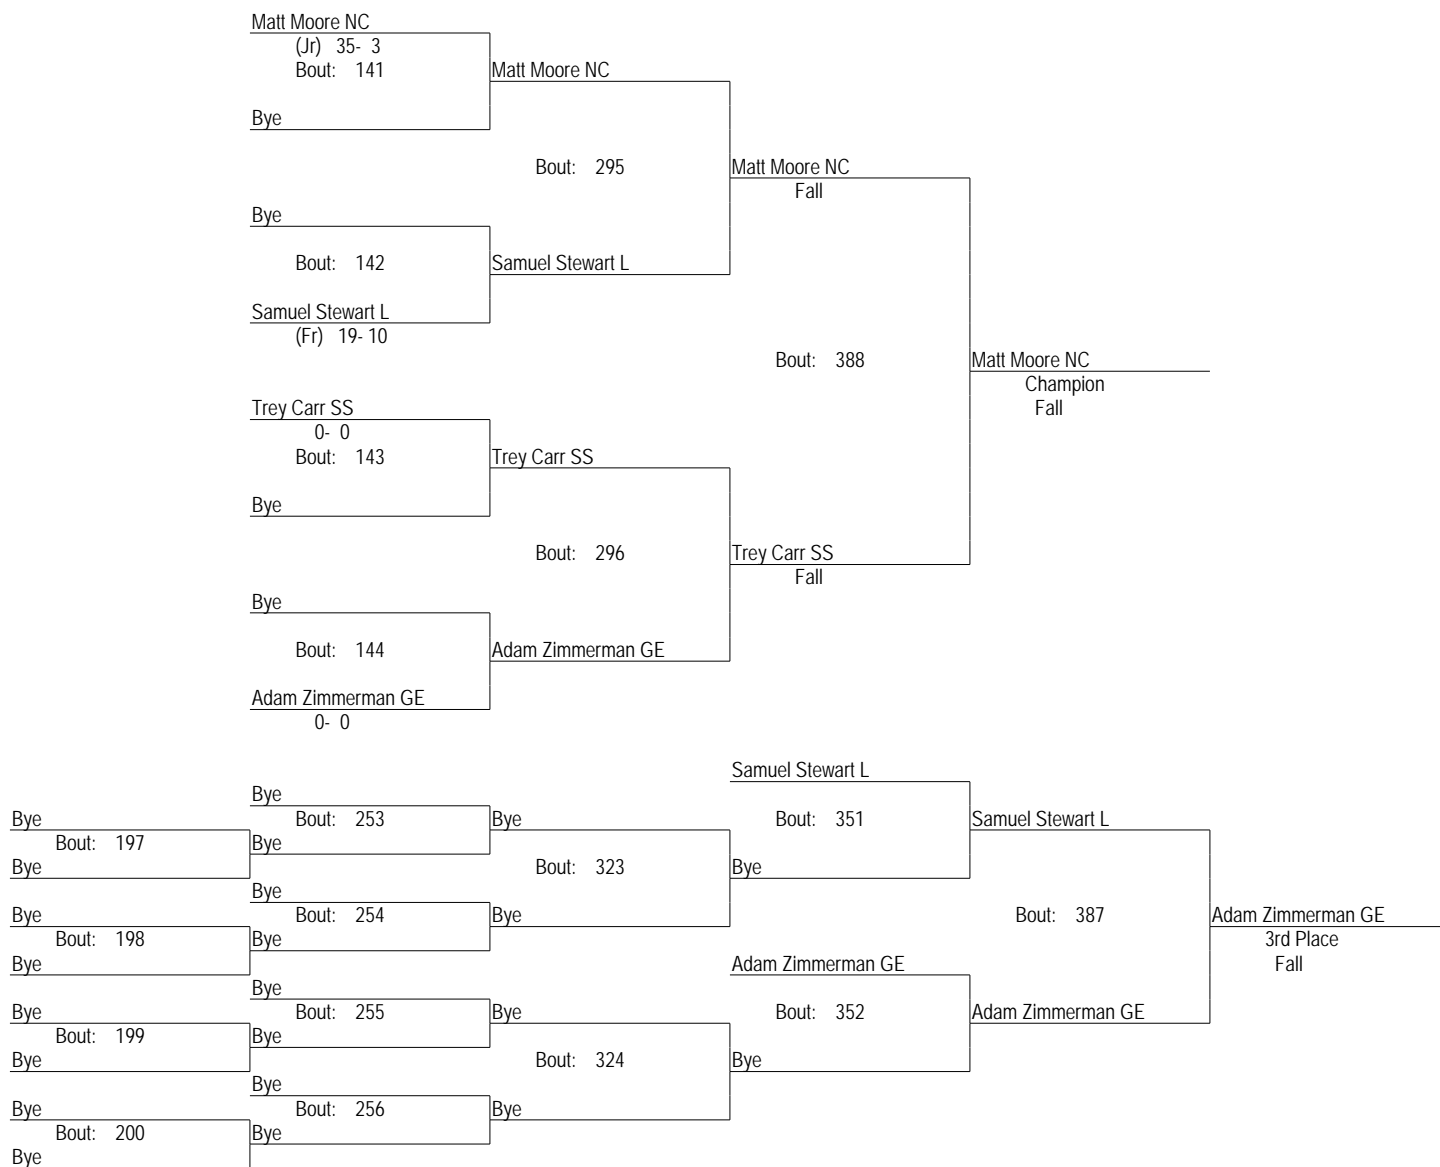 Matt Moore NC
(Jr) 35- 3
Bout: 141 Matt Moore NC
Bye
Bout: 295 Matt Moore NC
Fall
Bye
Bout: 142 Samuel Stewart L
Samuel Stewart L
(Fr) 19- 10
Bout: 388 Matt Moore NC
Champion
Fall
Trey Carr SS
0- 0
Bout: 143 Trey Carr SS
Bye
Bout: 296 Trey Carr SS
Fall
Bye
Bout: 144 Adam Zimmerman GE
Adam Zimmerman GE
0- 0
Samuel Stewart L
Bye
Bye Bout: 253 Bye Bout: 351 Samuel Stewart L
Bout: 197 Bye
Bye Bout: 323 Bye
Bye
Bye Bout: 254 Bye Bout: 387 Adam Zimmerman GE
Bout: 198 Bye 3rd Place
Bye Adam Zimmerman GE Fall
Bye
Bye Bout: 255 Bye Bout: 352 Adam Zimmerman GE
Bout: 199 Bye
Bye Bout: 324 Bye
Bye
Bye Bout: 256 Bye
Bout: 200 Bye
Bye